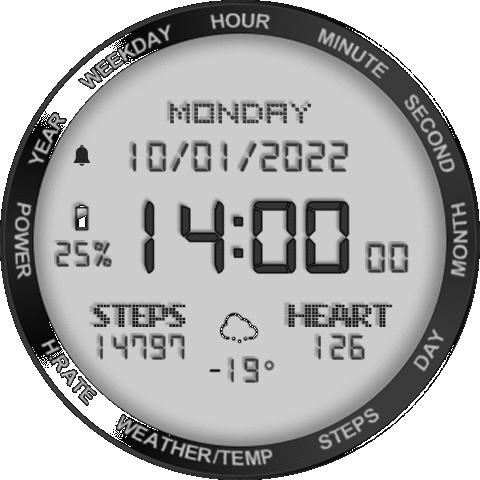 HOUR
MINUTE
SECOND
MONTH
DAY
STEPS
WEATHER/TEMP
H/RATE
POWER
YEAR
WEEKDAY
MONDAY
10/01/2022
14:00 00
25%
STEPS HEART
14797 126
-19°